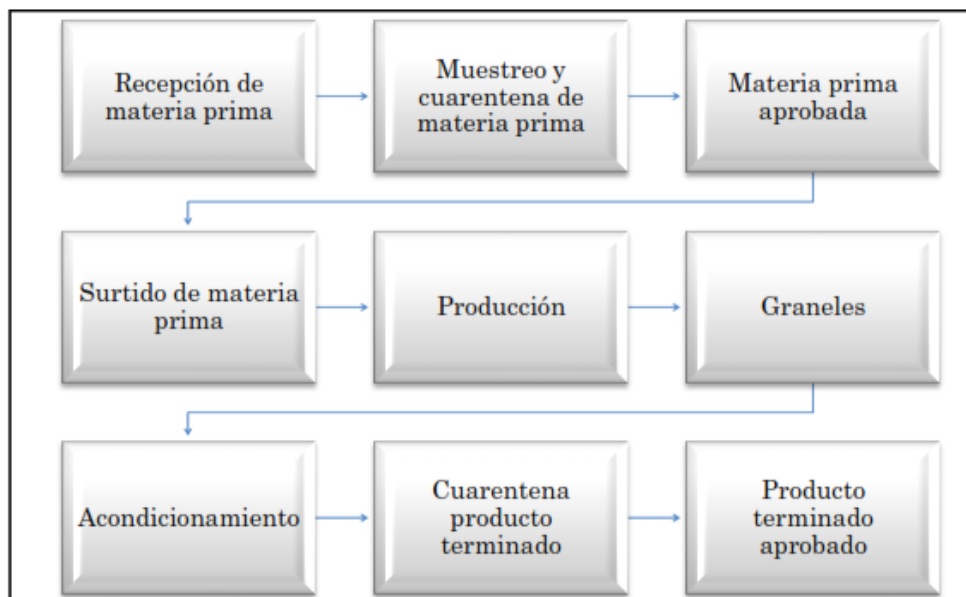 Recepción de
materia prima
Muestreo y
cuarentena de
materia prima
Materia prima
aprobada
Surtido de materia
prima
Producción
Graneles
Acondicionamiento
Cuarentena
producto
terminado
Producto
terminado
aprobado